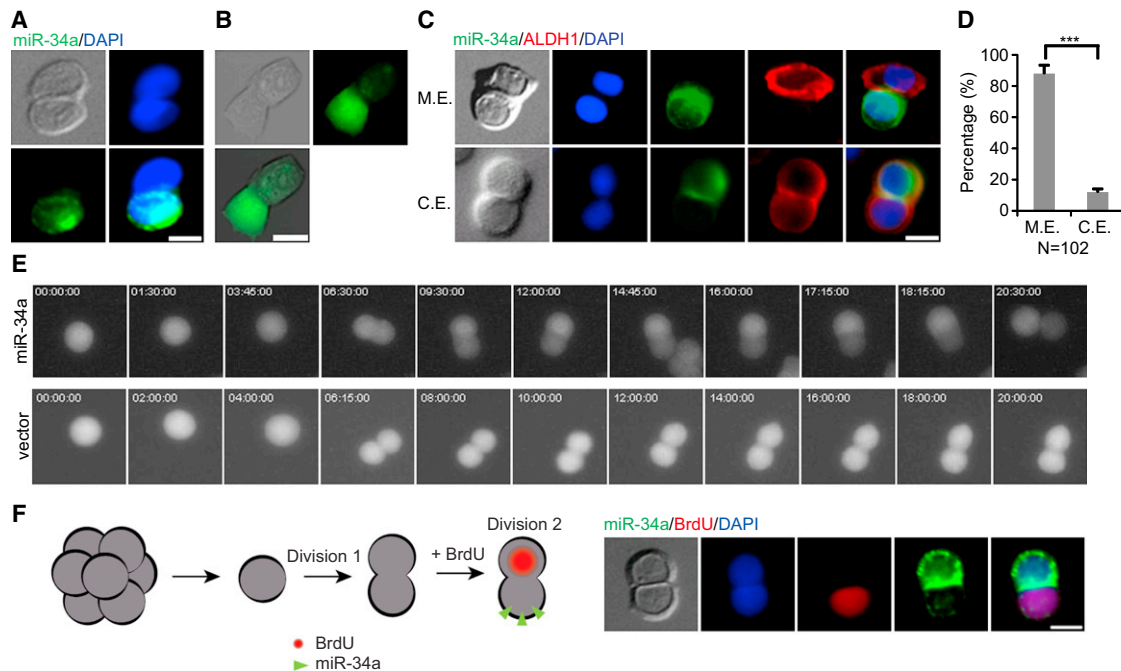 A
miR-34a/DAPI
B
C
miR-34a/ALDH1/DAPI
M.E.
C.E.
D
***
100
80
60
40
20
0
Percentage (%)
M.E. C.E.
N=102
E
miR-34a
00:00:00 01:30:00 03:45:00 06:30:00 09:30:00 12:00:00 14:45:00 16:00:00 17:15:00 18:15:00 20:30:00
vector
00:00:00 02:00:00 04:00:00 06:15:00 08:00:00 10:00:00 12:00:00 14:00:00 16:00:00 18:00:00 20:00:00
F
Division 1
+ BrdU
Division 2
BrdU
miR-34a
miR-34a/BrdU/DAPI